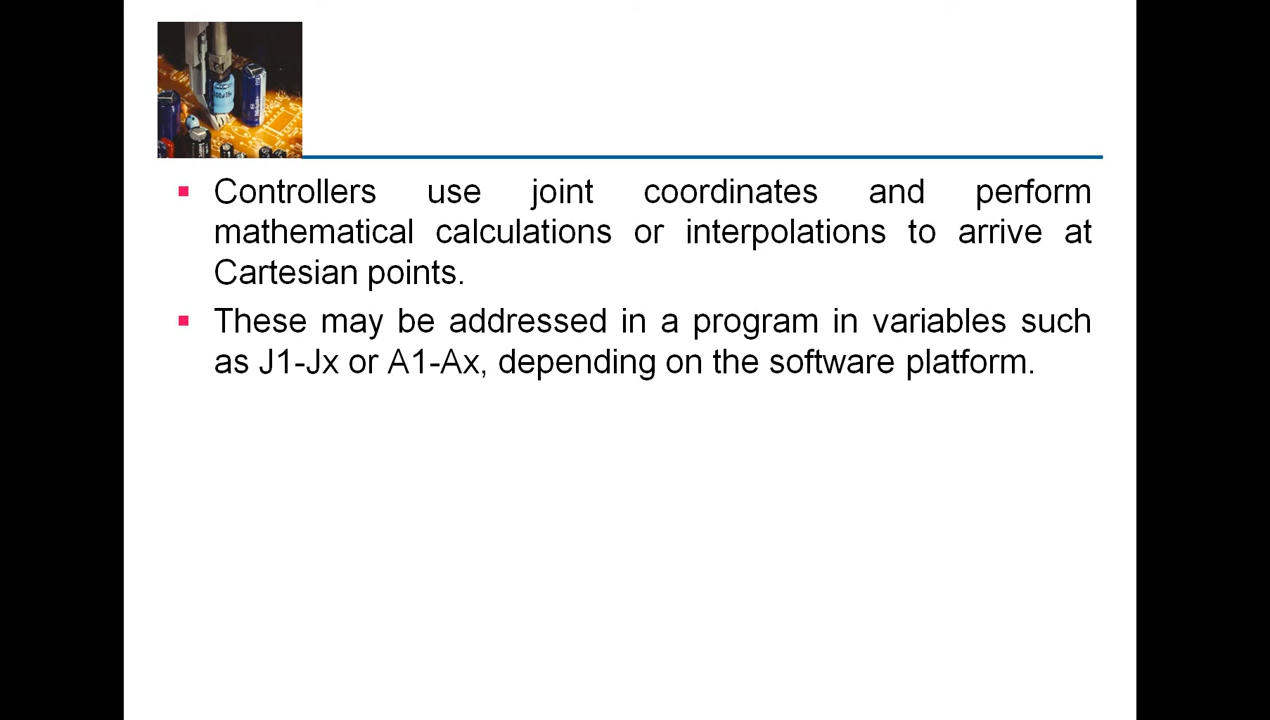 Controllers use joint coordinates and perform
mathematical calculations or interpolations to arrive at
Cartesian points.
These may be addressed in a program in variables such
as J1-Jx or A1-Ax, depending on the software platform.